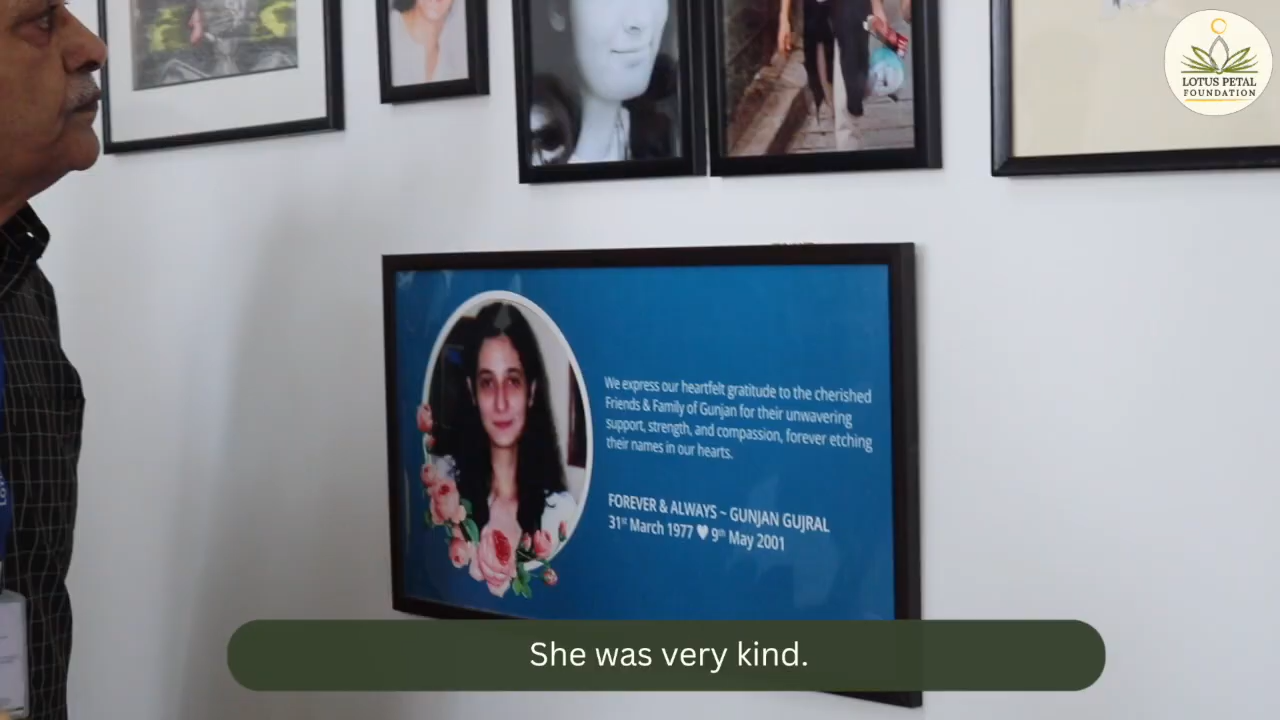 LOTUS PETAL
FOUNDATION
We express our heartfelt gratitude to the cherished
Friends & Family of Gunjan for their unwavering
support, strength, and compassion, forever etching
their names in our hearts.
FOREVER & ALWAYS ~ GUNJAN GUJRAL
31st March 1977 ♥ 9th May 2001
She was very kind.